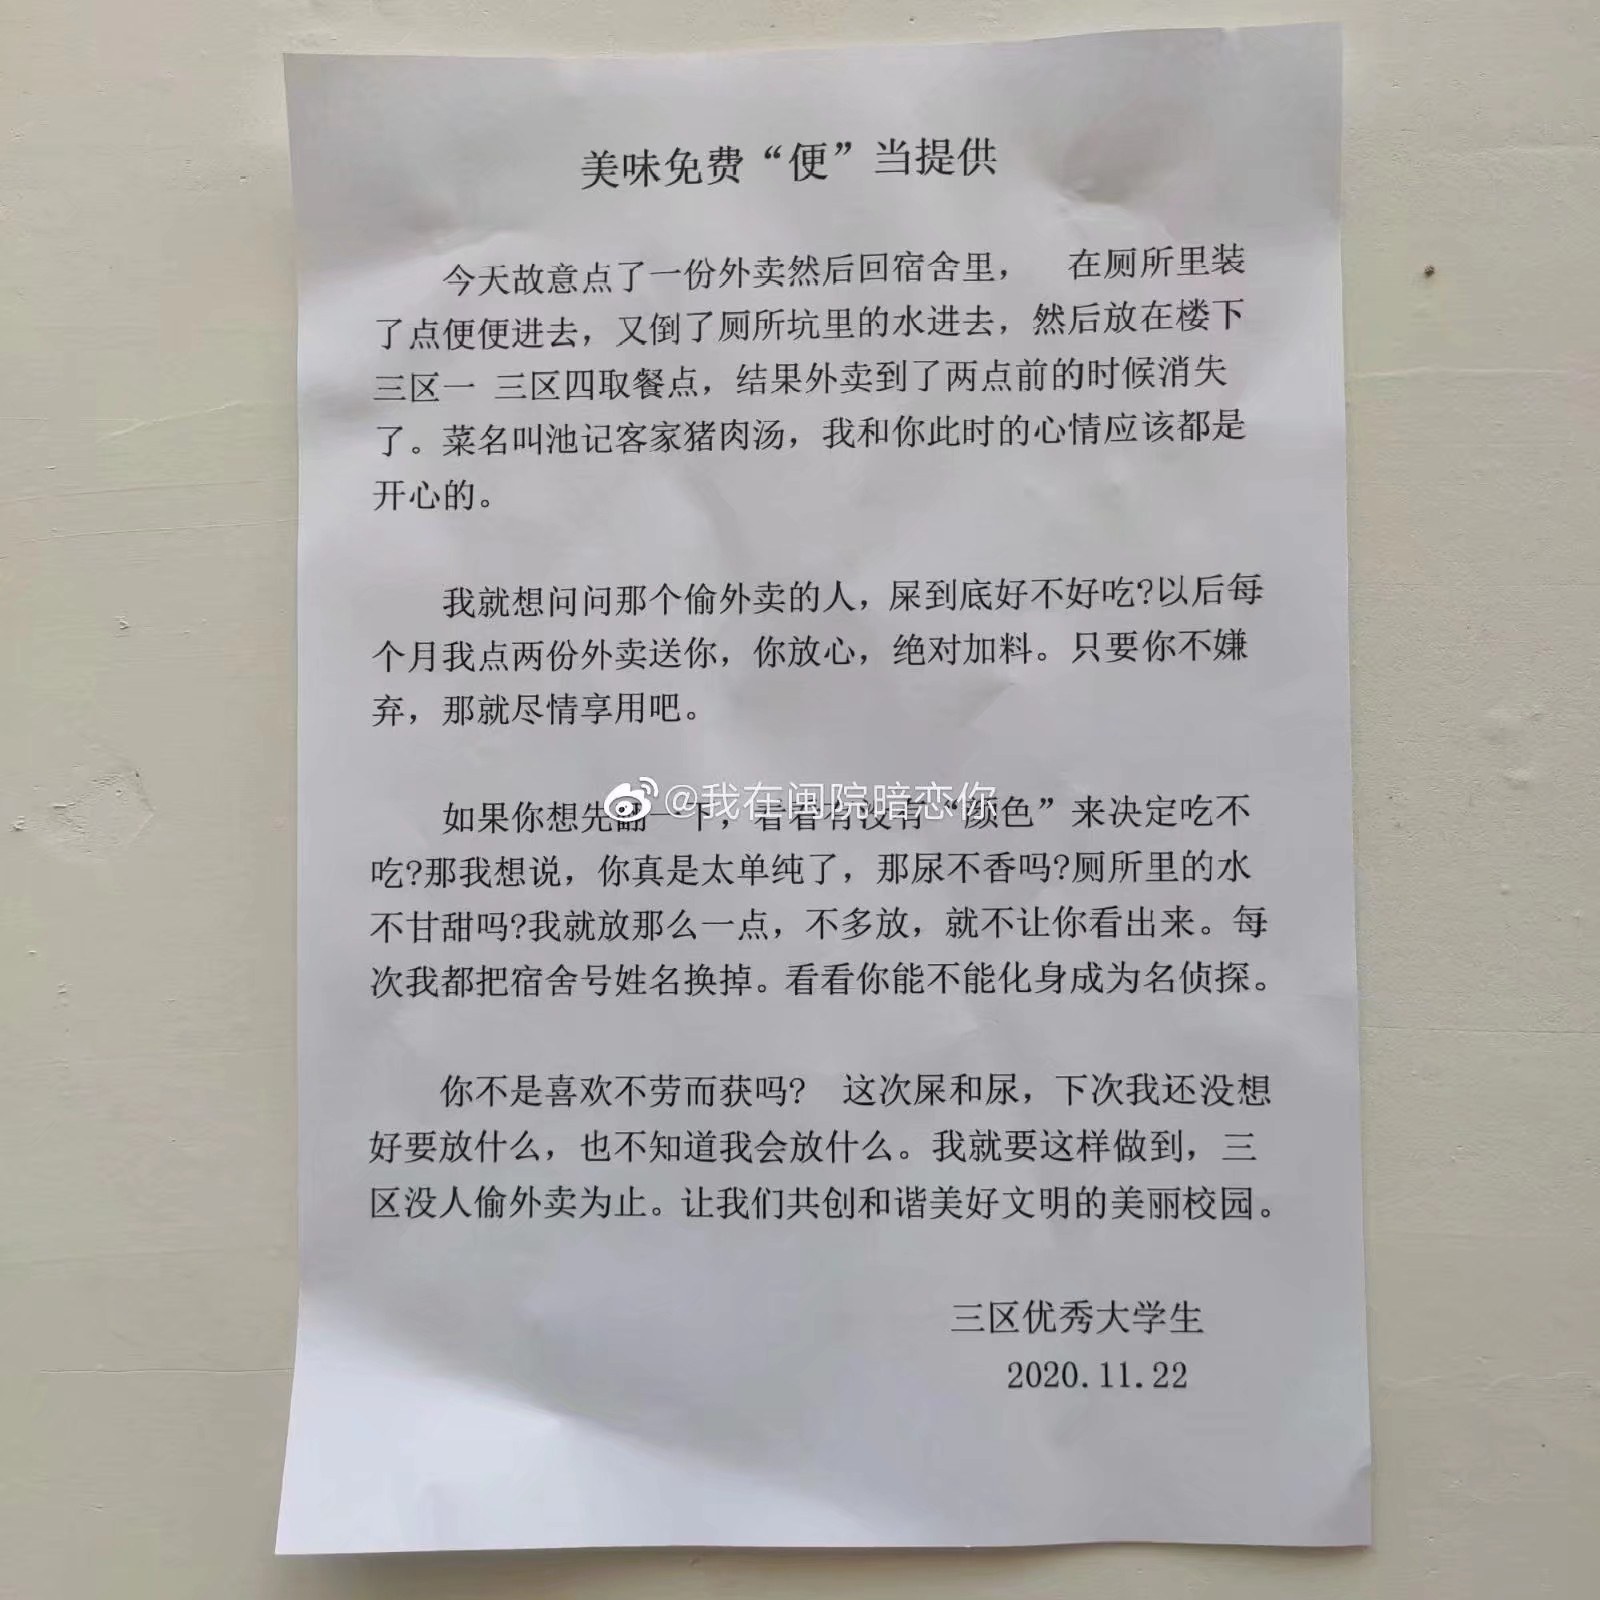 美味免费“便”当提供
今天故意点了一份外卖然后回宿舍里， 在厕所里装
了点便便进去，又倒了厕所坑里的水进去，然后放在楼下
三区一 三区四取餐点，结果外卖到了两点前的时候消失
了。菜名叫池记客家猪肉汤，我和你此时的心情应该都是
开心的。
我就想问问那个偷外卖的人，屎到底好不好吃?以后每
个月我点两份外卖送你，你放心，绝对加料。只要你不嫌
弃，那就尽情享用吧。
@我在闽院暗恋你
如果你想先翻一下，看看有没有“颜色”来决定吃不
吃?那我想说，你真是太单纯了，那尿不香吗?厕所里的水
不甘甜吗?我就放那么一点，不多放，就不让你看出来。每
次我都把宿舍号姓名换掉。看看你能不能化身成为名侦探。
你不是喜欢不劳而获吗? 这次屎和尿，下次我还没想
好要放什么，也不知道我会放什么。我就要这样做到，三
区没人偷外卖为止。让我们共创和谐美好文明的美丽校园。
三区优秀大学生
2020.11.22